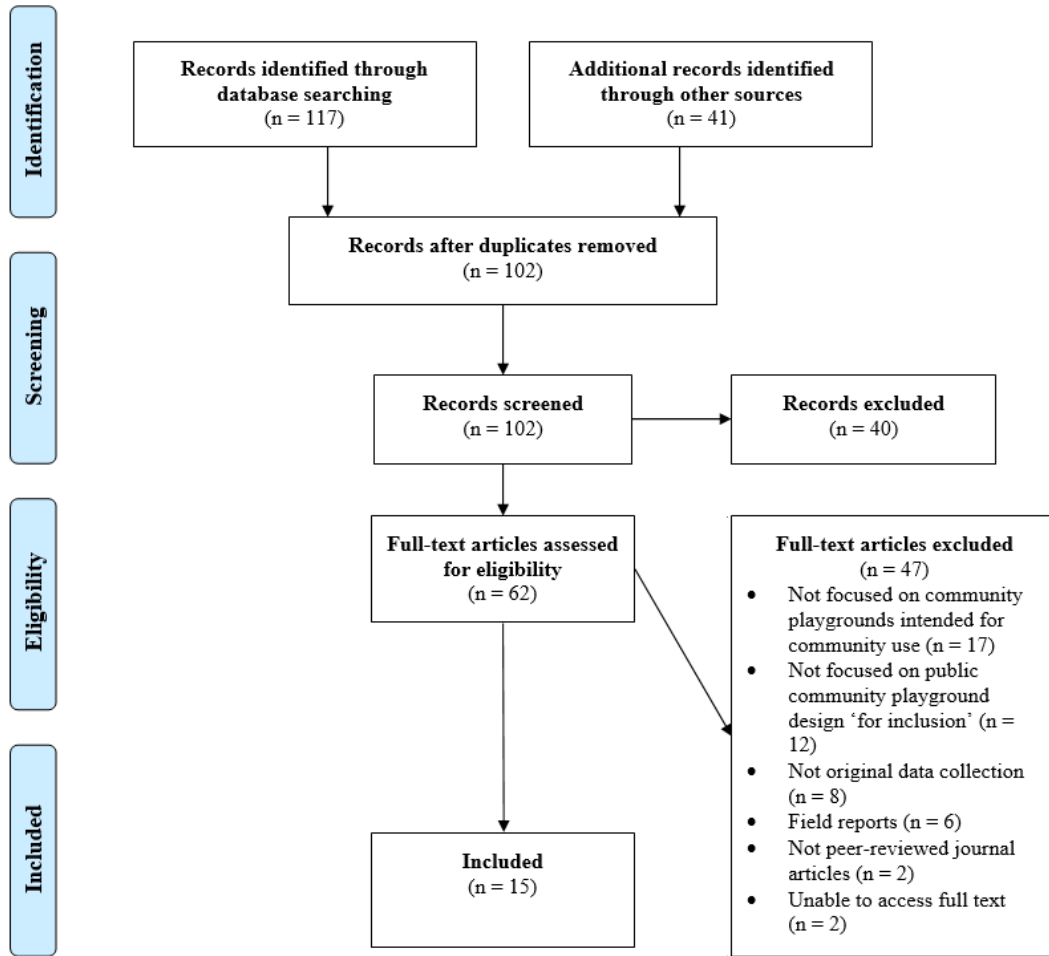 Identification
Records identified through
database searching
(n = 117)
Additional records identified
through other sources
(n = 41)
Records after duplicates removed
(n = 102)
Screening
Records screened
(n = 102)
Records excluded
(n = 40)
Eligibility
Full-text articles assessed
for eligibility
(n = 62)
Full-text articles excluded
(n = 47)
• Not focused on community
playgrounds intended for
community use (n = 17)
• Not focused on public
community playground
design ‘for inclusion’ (n =
12)
• Not original data collection
(n = 8)
• Field reports (n = 6)
• Not peer-reviewed journal
articles (n = 2)
• Unable to access full text
(n = 2)
Included
Included
(n = 15)